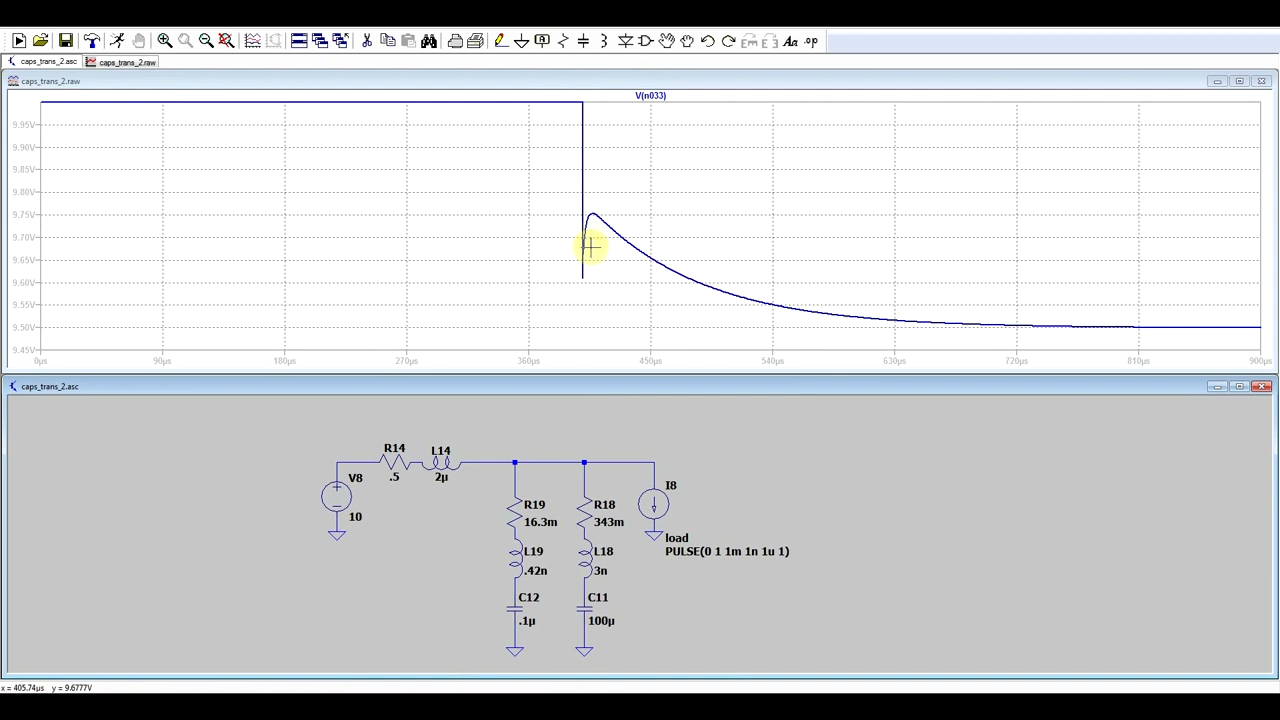 caps_trans_2.asc
caps_trans_2.raw
caps_trans_2.raw
V(n033)
9.95V
9.90V
9.85V
9.80V
9.75V
9.70V
9.65V
9.60V
9.55V
9.50V
9.45V
0µs 90µs 180µs 270µs 360µs 450µs 540µs 630µs 720µs 810µs 900µs
caps_trans_2.asc
R14
.5
L14
2µ
V8
10
R19
16.3m
L19
.42n
C12
.1µ
R18
343m
L18
3n
C11
100µ
I8
load
PULSE(0 1 1m 1n 1u 1)
x = 405.74µs y = 9.6777V